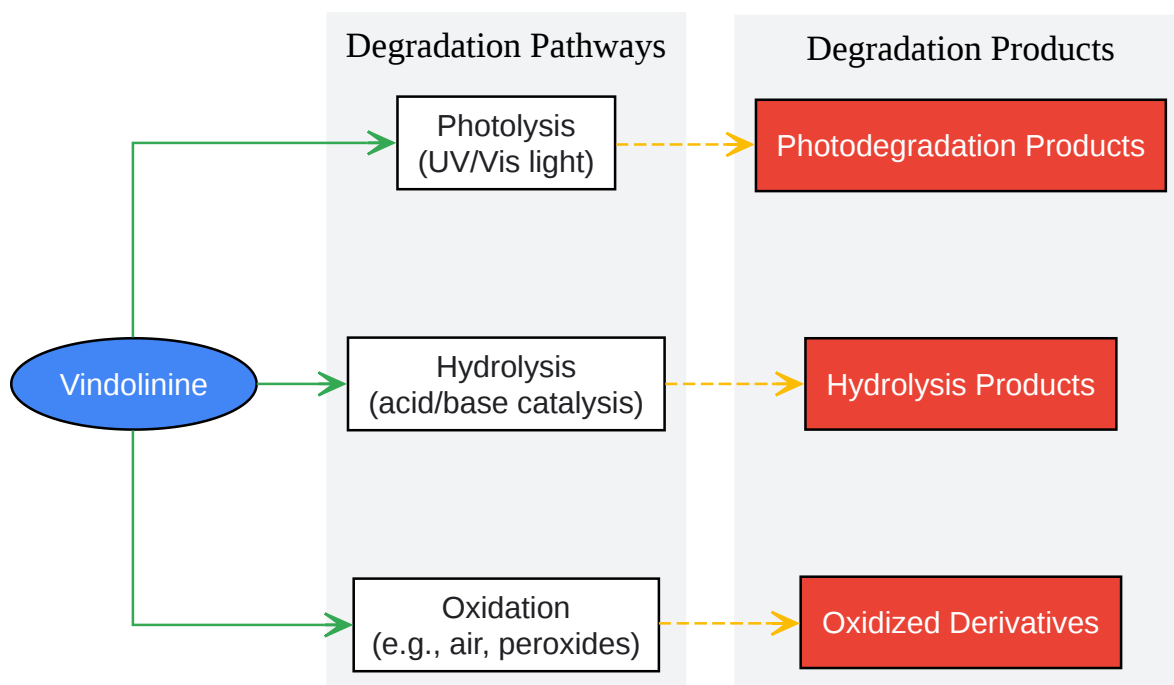 Degradation Pathways
Degradation Products
Photolysis
(UV/Vis light)
Photodegradation Products
Vindolinine
Hydrolysis
(acid/base catalysis)
Hydrolysis Products
Oxidation
(e.g., air, peroxides)
Oxidized Derivatives